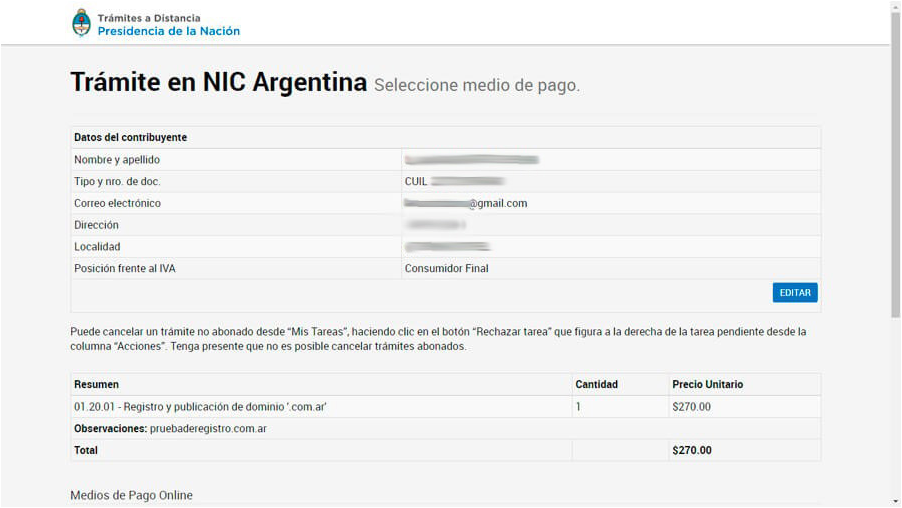 Trámites a Distancia
Presidencia de la Nación
Trámite en NIC Argentina Seleccione medio de pago.
Datos del contribuyente
Nombre y apellido
Tipo y nro. de doc. CUIL
Correo electrónico @gmail.com
Dirección
Localidad
Posición frente al IVA Consumidor Final
EDITAR
Puede cancelar un trámite no abonado desde “Mis Tareas”, haciendo clic en el botón “Rechazar tarea” que figura a la derecha de la tarea pendiente desde la
columna “Acciones”. Tenga presente que no es posible cancelar trámites abonados.
Resumen Cantidad Precio Unitario
01.20.01 - Registro y publicación de dominio '.com.ar' 1 $270.00
Observaciones: pruebaderegistro.com.ar
Total $270.00
Medios de Pago Online